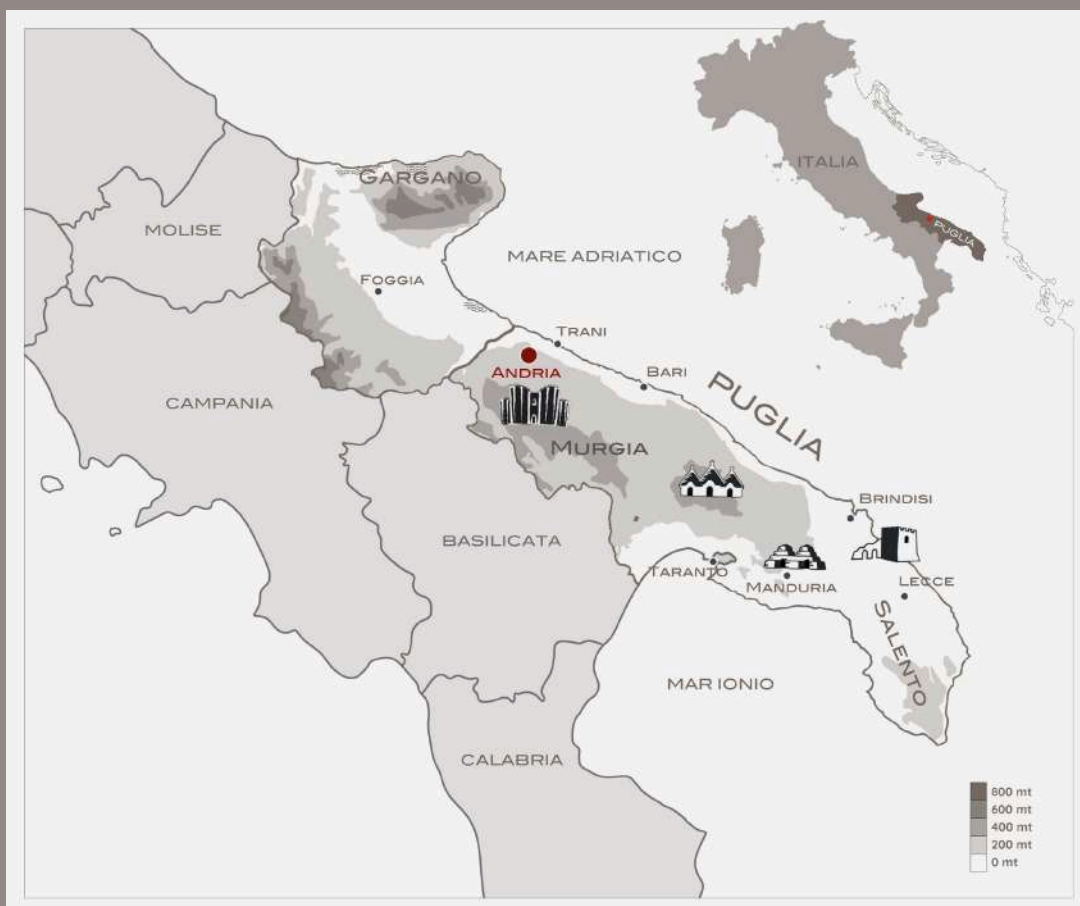 ITALIA
PUGLIA
GARGANO
MOLISE
MARE ADRIATICO
FOGGIA
TRANI
ANDRIA
BARI
PUGLIA
CAMPANIA
MURGIA
BRINDISI
BASILICATA
TARANTO
MANDURIA
LECCE
SALENTO
MAR IONIO
CALABRIA
800 mt
600 mt
400 mt
200 mt
0 mt